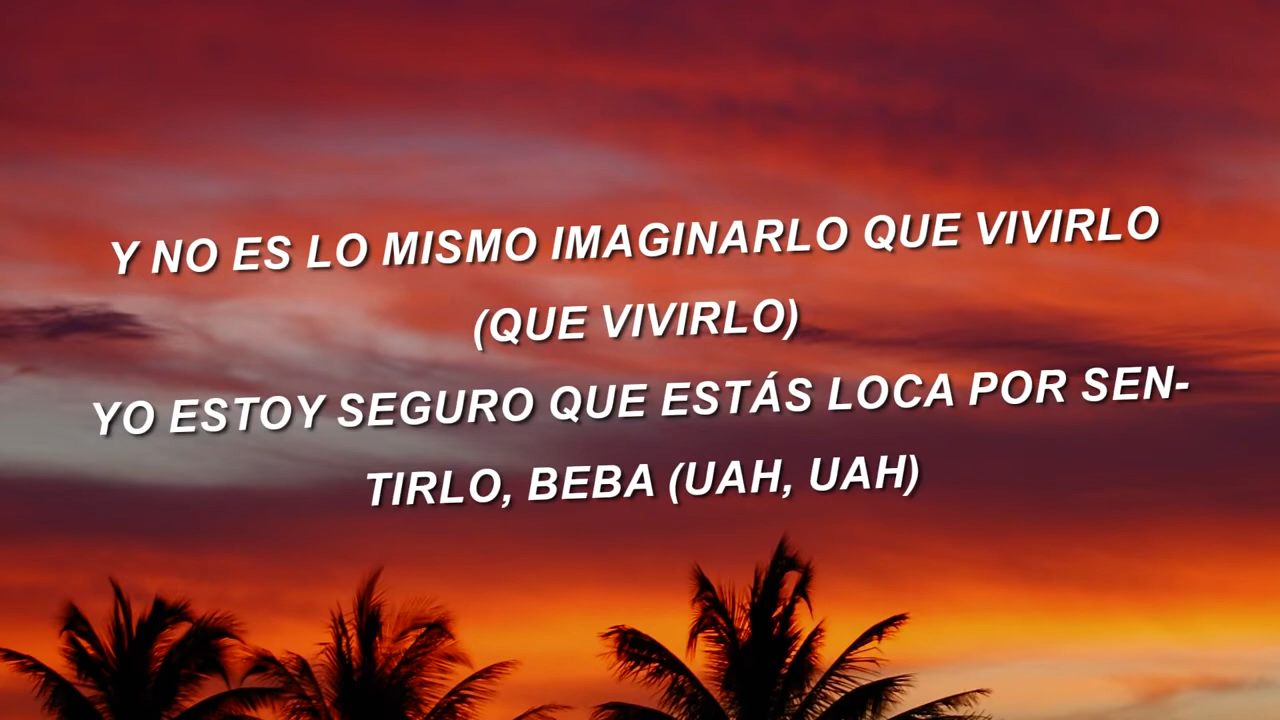 Y NO ES LO MISMO IMAGINARLO QUE VIVIRLO
(QUE VIVIRLO)
YO ESTOY SEGURO QUE ESTÁS LOCA POR SEN-
TIRLO, BEBA (UAH, UAH)